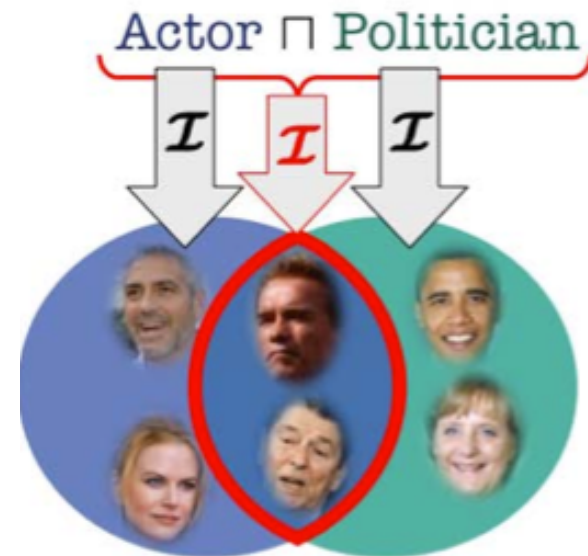 Actor ⊓ Politician
𝓘 𝓘 𝓘